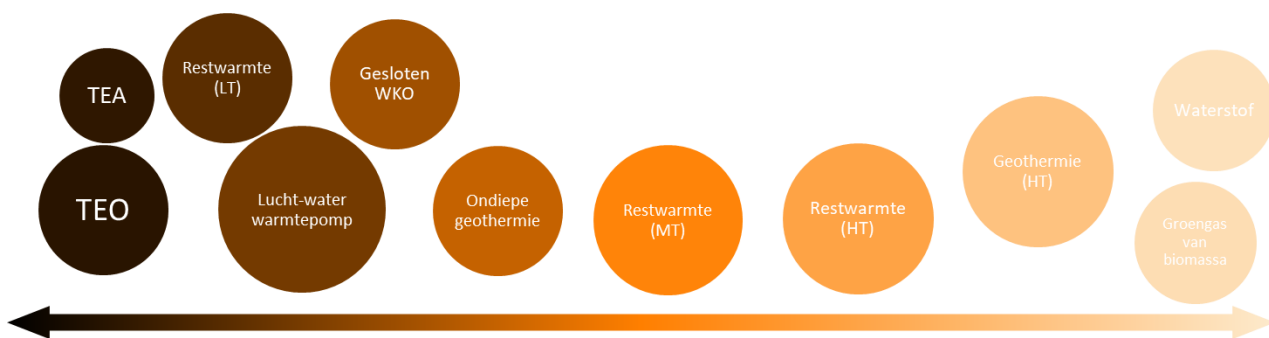 TEA
Restwarmte
(LT)
Gesloten
WKO
TEO
Lucht-water
warmtepomp
Ondiepe
geothermie
Restwarmte
(MT)
Restwarmte
(HT)
Geothermie
(HT)
Waterstof
Groengas
van
biomassa